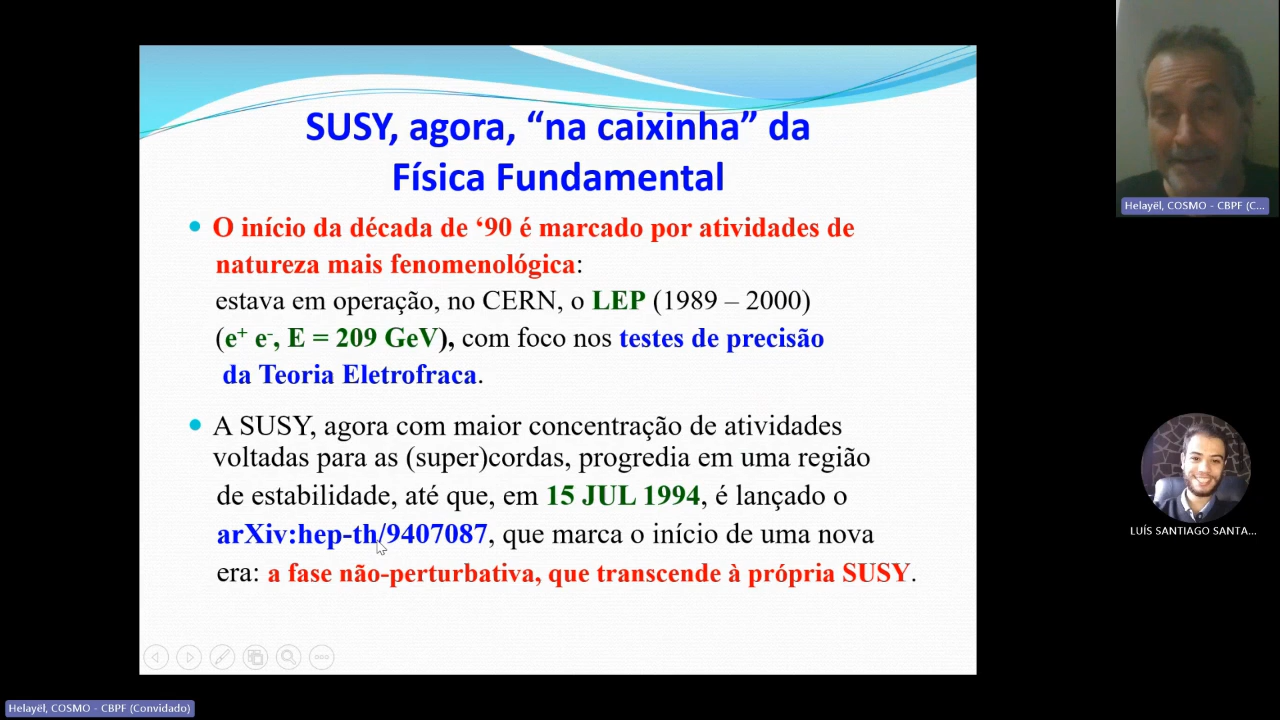 SUSY, agora, “na caixinha” da
Física Fundamental
O início da década de ‘90 é marcado por atividades de
natureza mais fenomenológica:
estava em operação, no CERN, o LEP (1989 – 2000)
(e⁺ e⁻, E = 209 GeV), com foco nos testes de precisão
da Teoria Eletrofraca.
A SUSY, agora com maior concentração de atividades
voltadas para as (super)cordas, progredia em uma região
de estabilidade, até que, em 15 JUL 1994, é lançado o
arXiv:hep-th/9407087, que marca o início de uma nova
era: a fase não-perturbativa, que transcende à própria SUSY.
Helayël, COSMO - CBPF (C...
LUÍS SANTIAGO SANTA...
Helayël, COSMO - CBPF (Convidado)